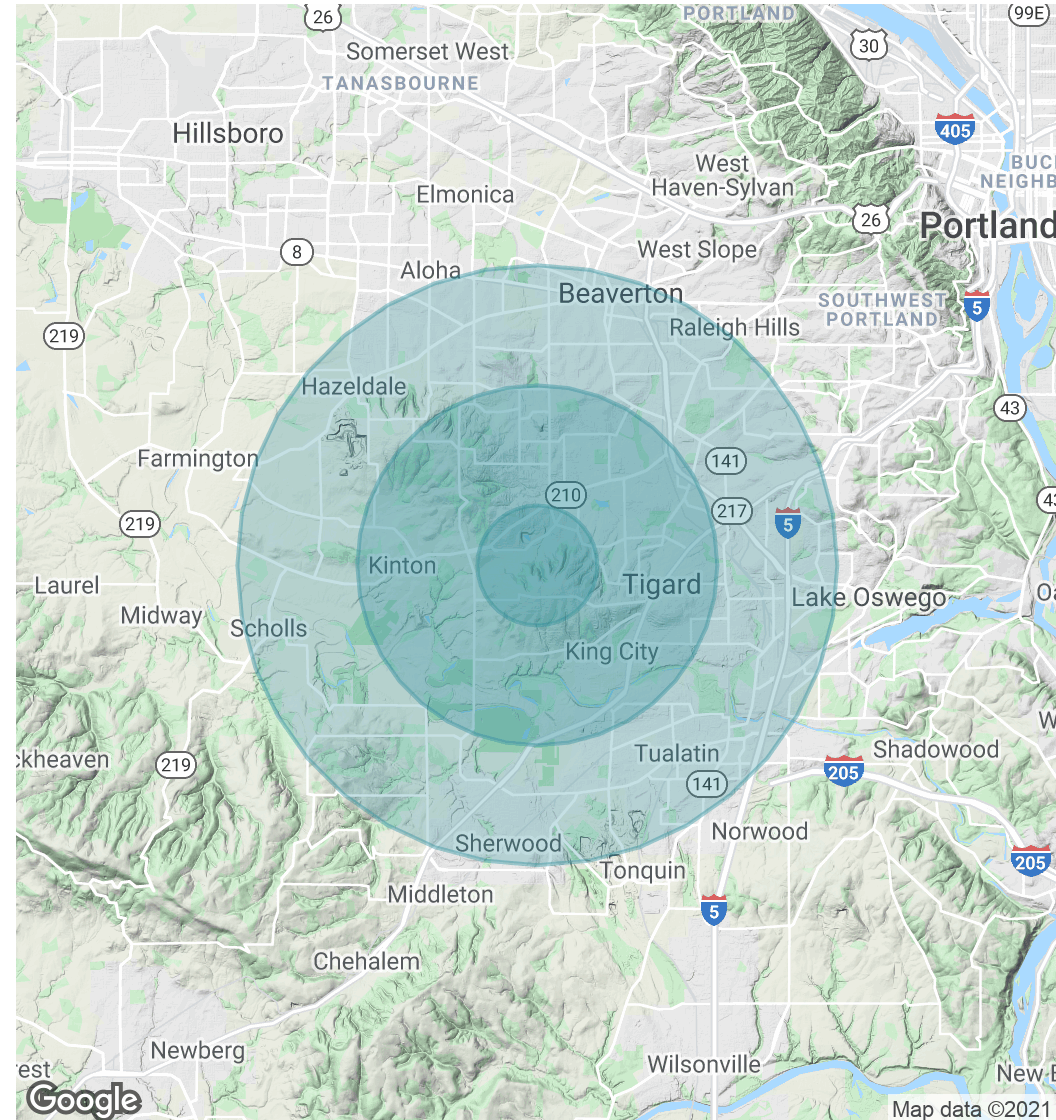 26
PORTLAND
99E
30
Somerset West
TANASBOURNE
Hillsboro
405
West
Haven-Sylvan
BUC
NEIGHB
Elmonica
26
Portland
8
West Slope
Aloha
Beaverton
SOUTHWEST
PORTLAND
5
219
Raleigh Hills
Hazeldale
43
Farmington
141
210
43
217
219
5
Kinton
Laurel
Tigard
Lake Oswego
Midway
Scholls
King City
W
Tualatin
Shadowood
ckheaven
219
205
141
Norwood
Sherwood
205
Tonquin
Middleton
5
Chehalem
Newberg
Wilsonville
rest
New
Google
Map data ©2021